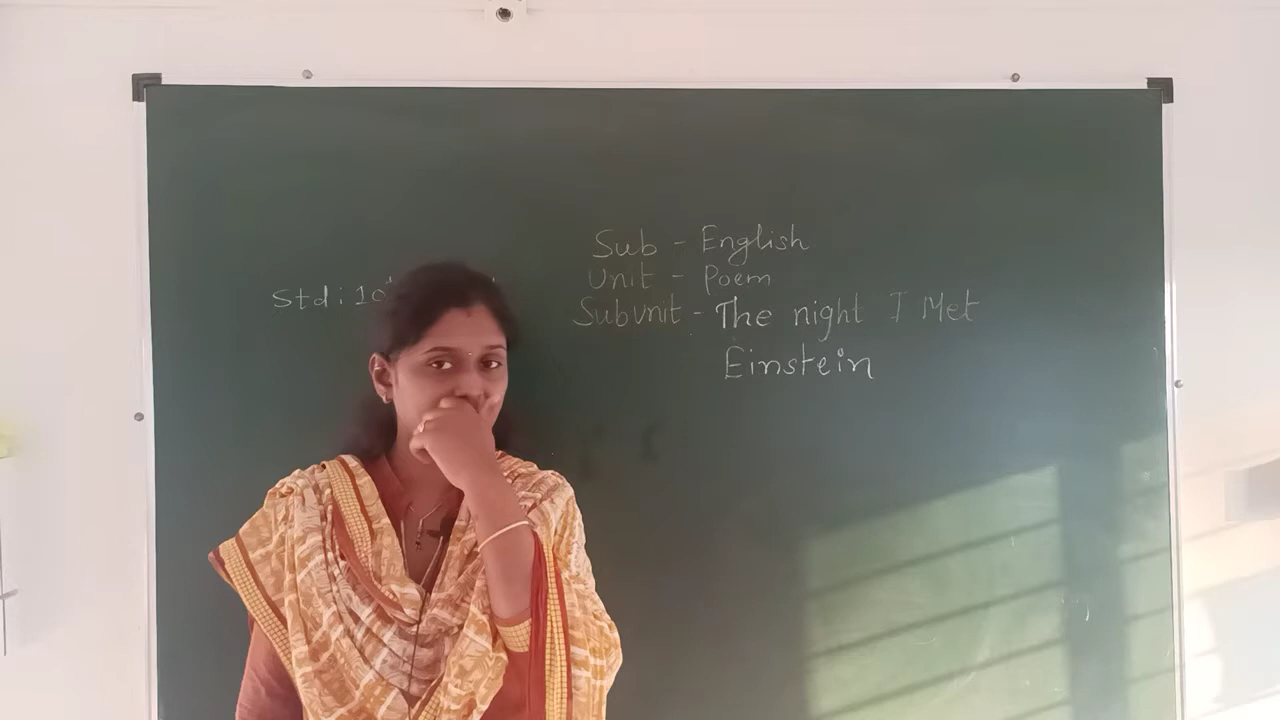 Std : 10
Sub - English
Unit - Poem
Subunit - The night I Met
Einstein